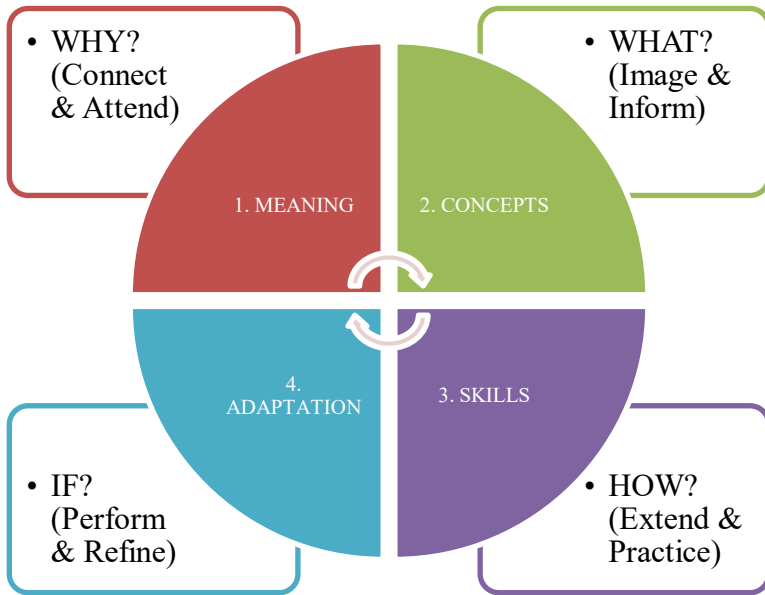 • WHY?
(Connect
& Attend)
• WHAT?
(Image &
Inform)
1. MEANING
2. CONCEPTS
4.
ADAPTATION
3. SKILLS
• IF?
(Perform
& Refine)
• HOW?
(Extend &
Practice)